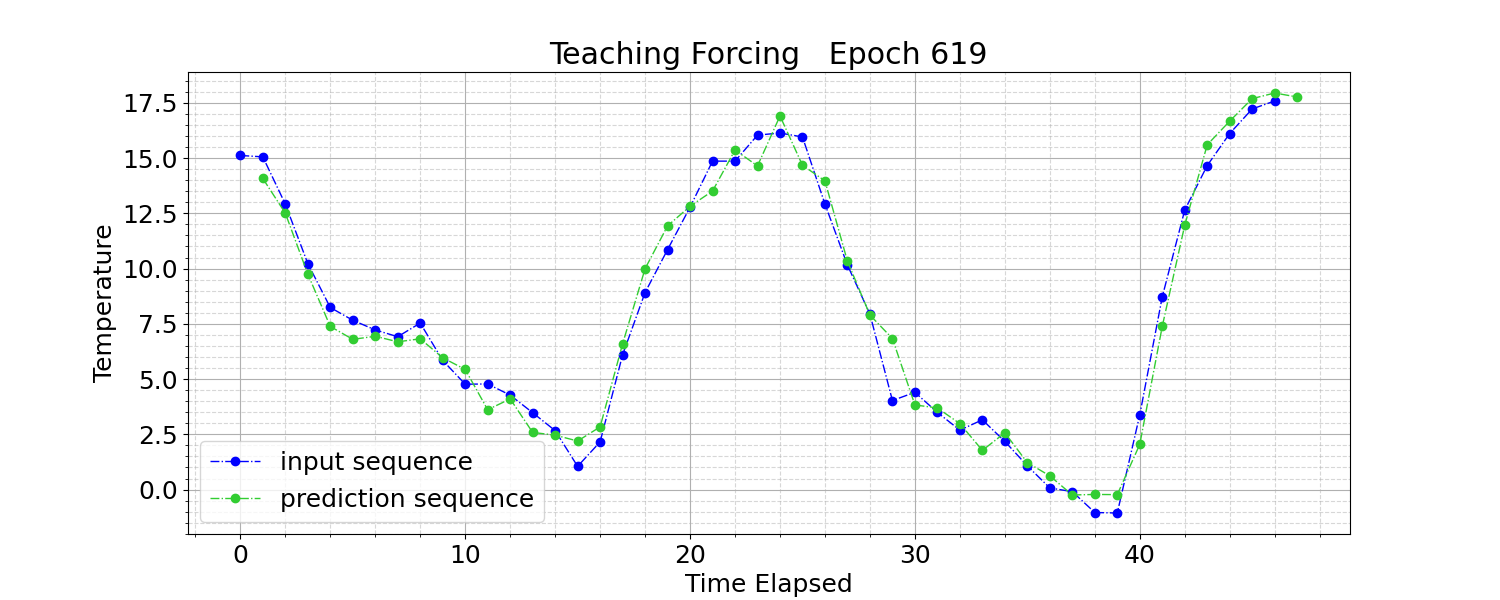 Teaching Forcing   Epoch 619
Temperature
17.5
15.0
12.5
10.0
7.5
5.0
2.5
0.0
input sequence
prediction sequence
0 10 20 30 40
Time Elapsed